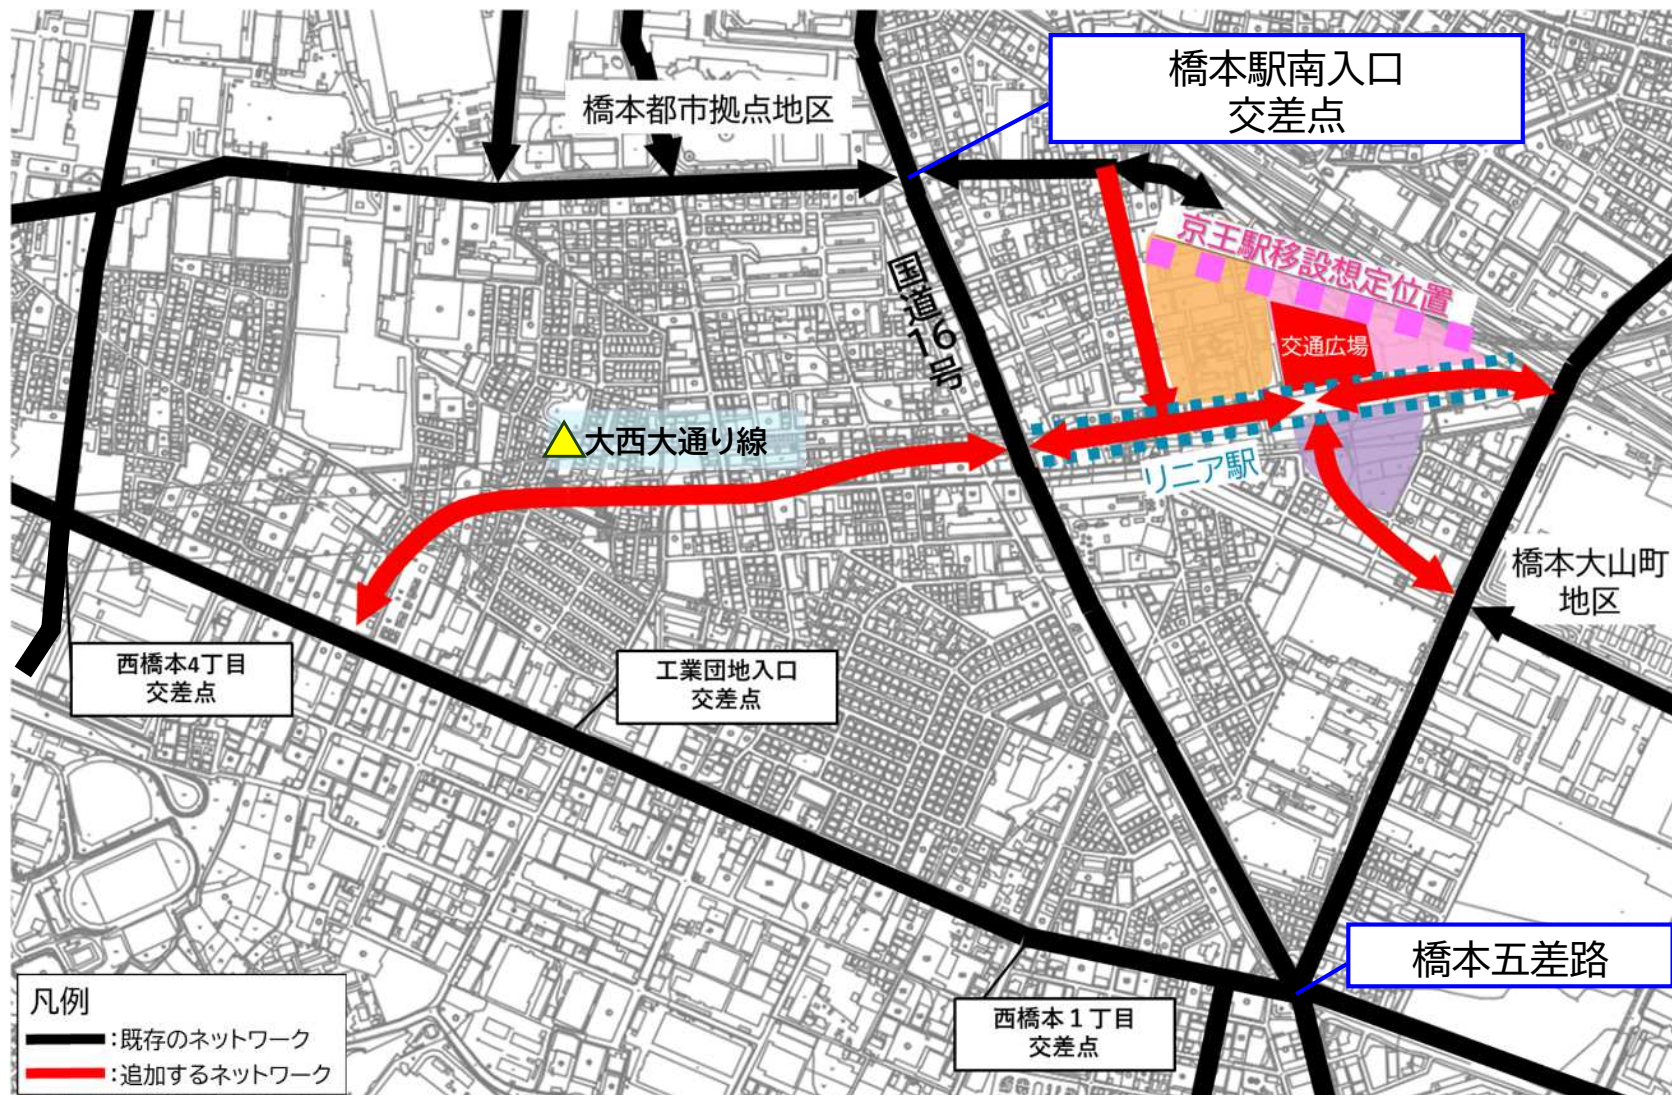 橋本駅南入口
交差点
橋本都市拠点地区
京王駅移設想定位置
国道16号
交通広場
大西大通り線
リニア駅
橋本大山町
地区
西橋本4丁目
交差点
工業団地入口
交差点
橋本五差路
西橋本1丁目
交差点
凡例
:既存のネットワーク
:追加するネットワーク